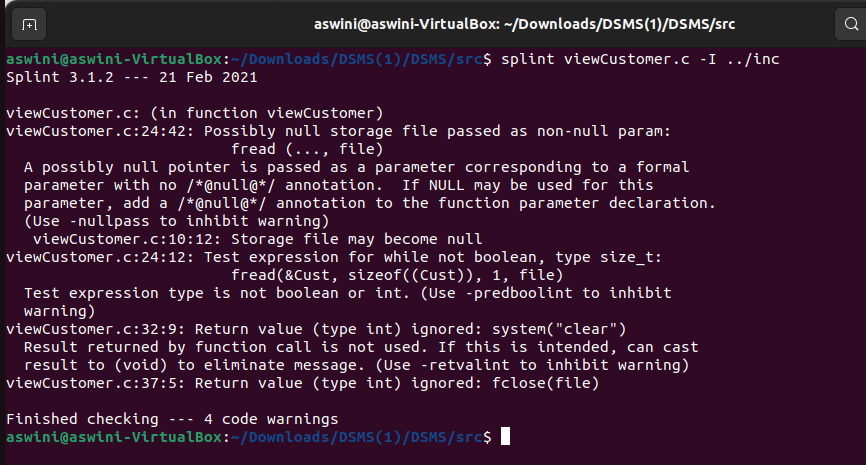 aswini@aswini-VirtualBox: ~/Downloads/DSMS(1)/DSMS/src
aswini@aswini-VirtualBox:~/Downloads/DSMS(1)/DSMS/src$ splint viewCustomer.c -I ../inc
Splint 3.1.2 --- 21 Feb 2021

viewCustomer.c: (in function viewCustomer)
viewCustomer.c:24:42: Possibly null storage file passed as non-null param:
                         fread (..., file)
  A possibly null pointer is passed as a parameter corresponding to a formal
  parameter with no /*@null@*/ annotation.  If NULL may be used for this
  parameter, add a /*@null@*/ annotation to the function parameter declaration.
  (Use -nullpass to inhibit warning)
   viewCustomer.c:10:12: Storage file may become null
viewCustomer.c:24:12: Test expression for while not boolean, type size_t:
                         fread(&Cust, sizeof((Cust)), 1, file)
  Test expression type is not boolean or int. (Use -predboolint to inhibit
  warning)
viewCustomer.c:32:9: Return value (type int) ignored: system("clear")
  Result returned by function call is not used. If this is intended, can cast
  result to (void) to eliminate message. (Use -retvalint to inhibit warning)
viewCustomer.c:37:5: Return value (type int) ignored: fclose(file)

Finished checking --- 4 code warnings
aswini@aswini-VirtualBox:~/Downloads/DSMS(1)/DSMS/src$